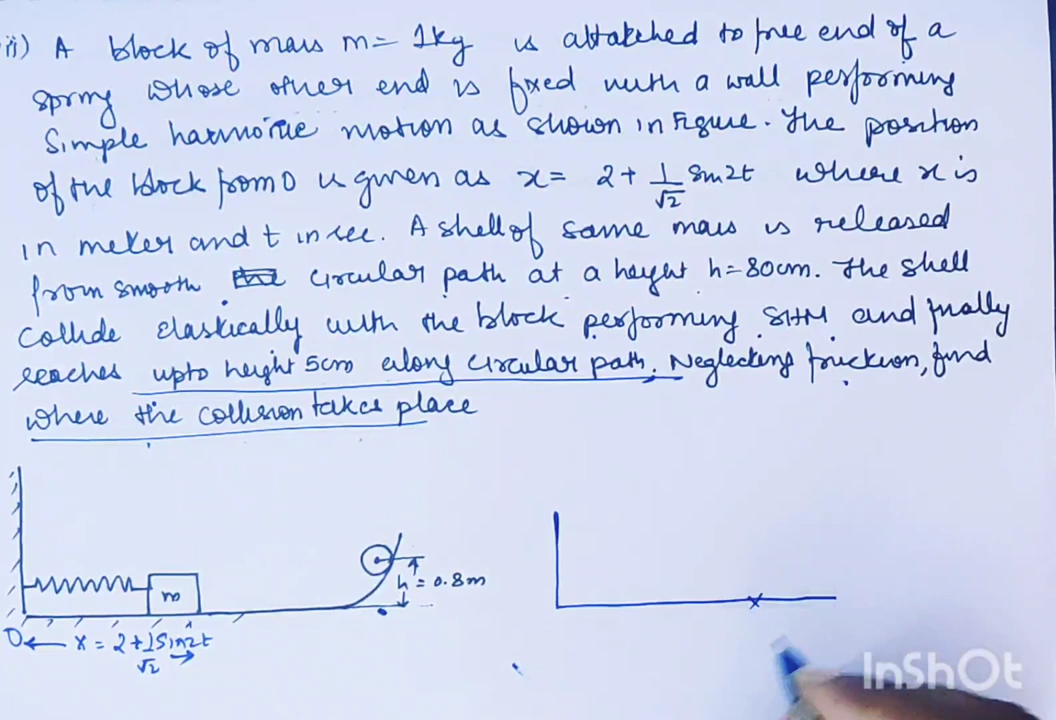 ii) A block of mass m= 1kg is attatched to free end of a
spring whose other end is fixed with a wall performing
Simple harmonic motion as shown in Figure. The position
of the block from O is given as x= 2+ 1/√2 Sin2t where x is
in meter and t in sec. A shell of same mass is released
from smooth circular path at a height h=80cm. The shell
Collide elastically with the block performing SHM and finally
reaches upto height 5cm along circular path. Neglecting friction, find
where the collision takes place
m
h = 0.8m
O
x = 2+ 1/√2 Sin2t
InShOt